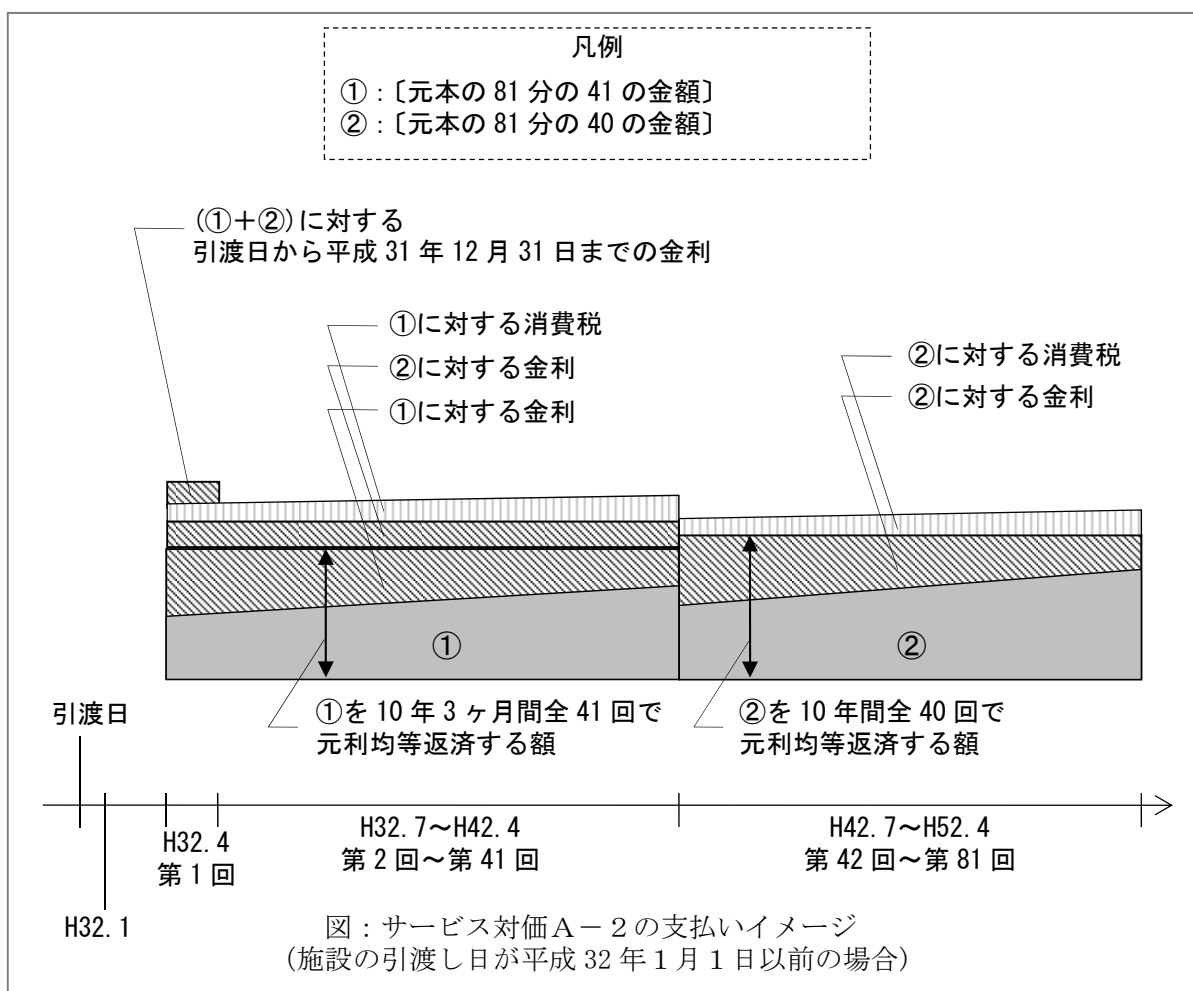 凡例
①：〔元本の 81 分の 41 の金額〕
②：〔元本の 81 分の 40 の金額〕
(①＋②)に対する
引渡日から平成 31 年 12 月 31 日までの金利
①に対する消費税
②に対する金利
①に対する金利
②に対する消費税
②に対する金利
①
②
①を 10 年 3 ヶ月間全 41 回で
元利均等返済する額
②を 10 年間全 40 回で
元利均等返済する額
引渡日
H32.4
第 1 回
H32.7～H42.4
第 2 回～第 41 回
H42.7～H52.4
第 42 回～第 81 回
H32.1
図：サービス対価Ａ－２の支払いイメージ
(施設の引渡し日が平成 32 年１月１日以前の場合)